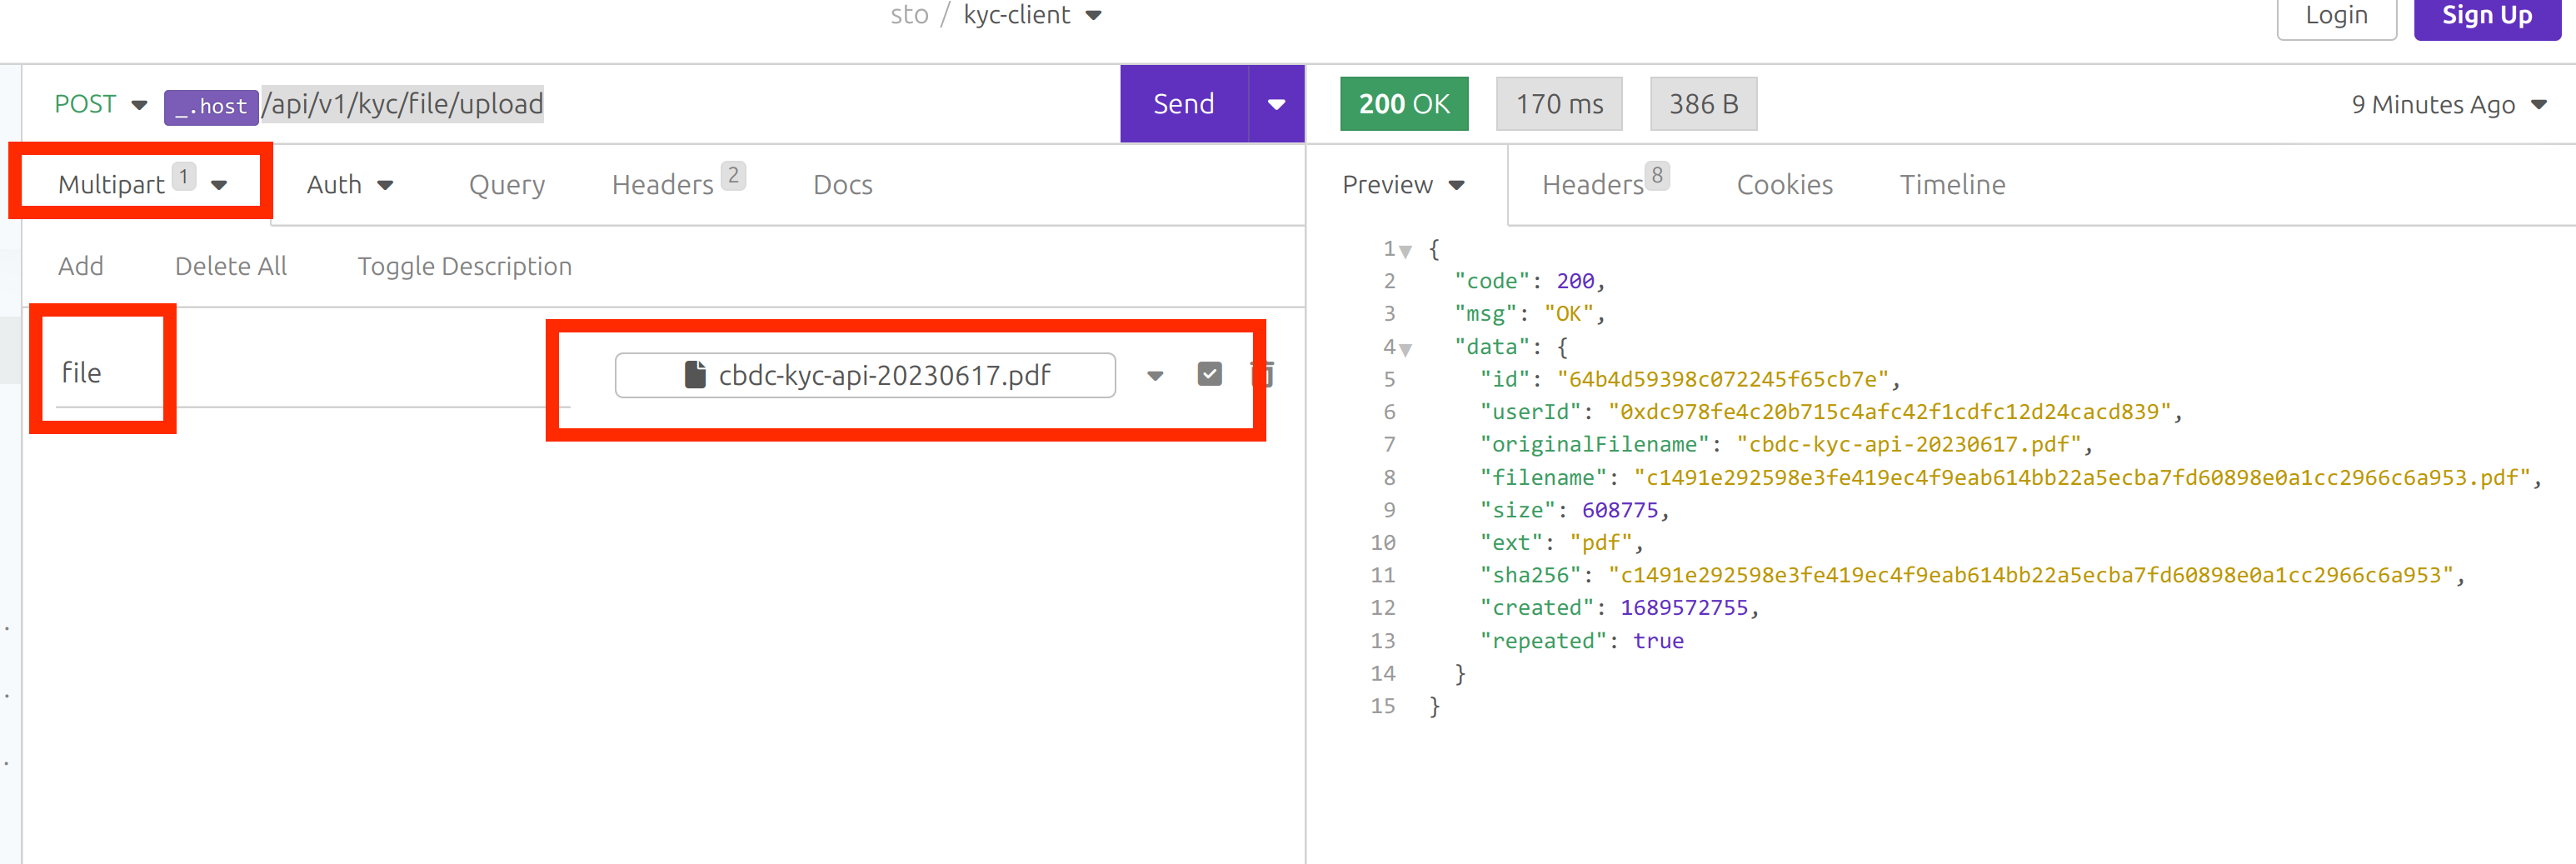 sto / kyc-client
Login
Sign Up
POST
_.host /api/v1/kyc/file/upload
Send
200 OK
170 ms
386 B
9 Minutes Ago
Multipart 1
Auth
Query
Headers 2
Docs
Preview
Headers 8
Cookies
Timeline
Add
Delete All
Toggle Description
file
cbdc-kyc-api-20230617.pdf
1 {
2 "code": 200,
3 "msg": "OK",
4 "data": {
5 "id": "64b4d59398c072245f65cb7e",
6 "userId": "0xdc978fe4c20b715c4afc42f1cdfc12d24cacd839",
7 "originalFilename": "cbdc-kyc-api-20230617.pdf",
8 "filename": "c1491e292598e3fe419ec4f9eab614bb22a5ecba7fd60898e0a1cc2966c6a953.pdf",
9 "size": 608775,
10 "ext": "pdf",
11 "sha256": "c1491e292598e3fe419ec4f9eab614bb22a5ecba7fd60898e0a1cc2966c6a953",
12 "created": 1689572755,
13 "repeated": true
14 }
15 }